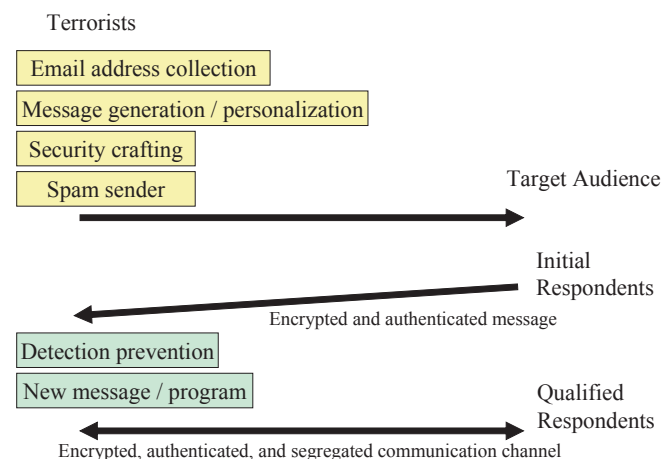 Terrorists
Email address collection
Message generation / personalization
Security crafting
Spam sender
Target Audience
Initial
Respondents
Encrypted and authenticated message
Detection prevention
New message / program
Qualified
Respondents
Encrypted, authenticated, and segregated communication channel